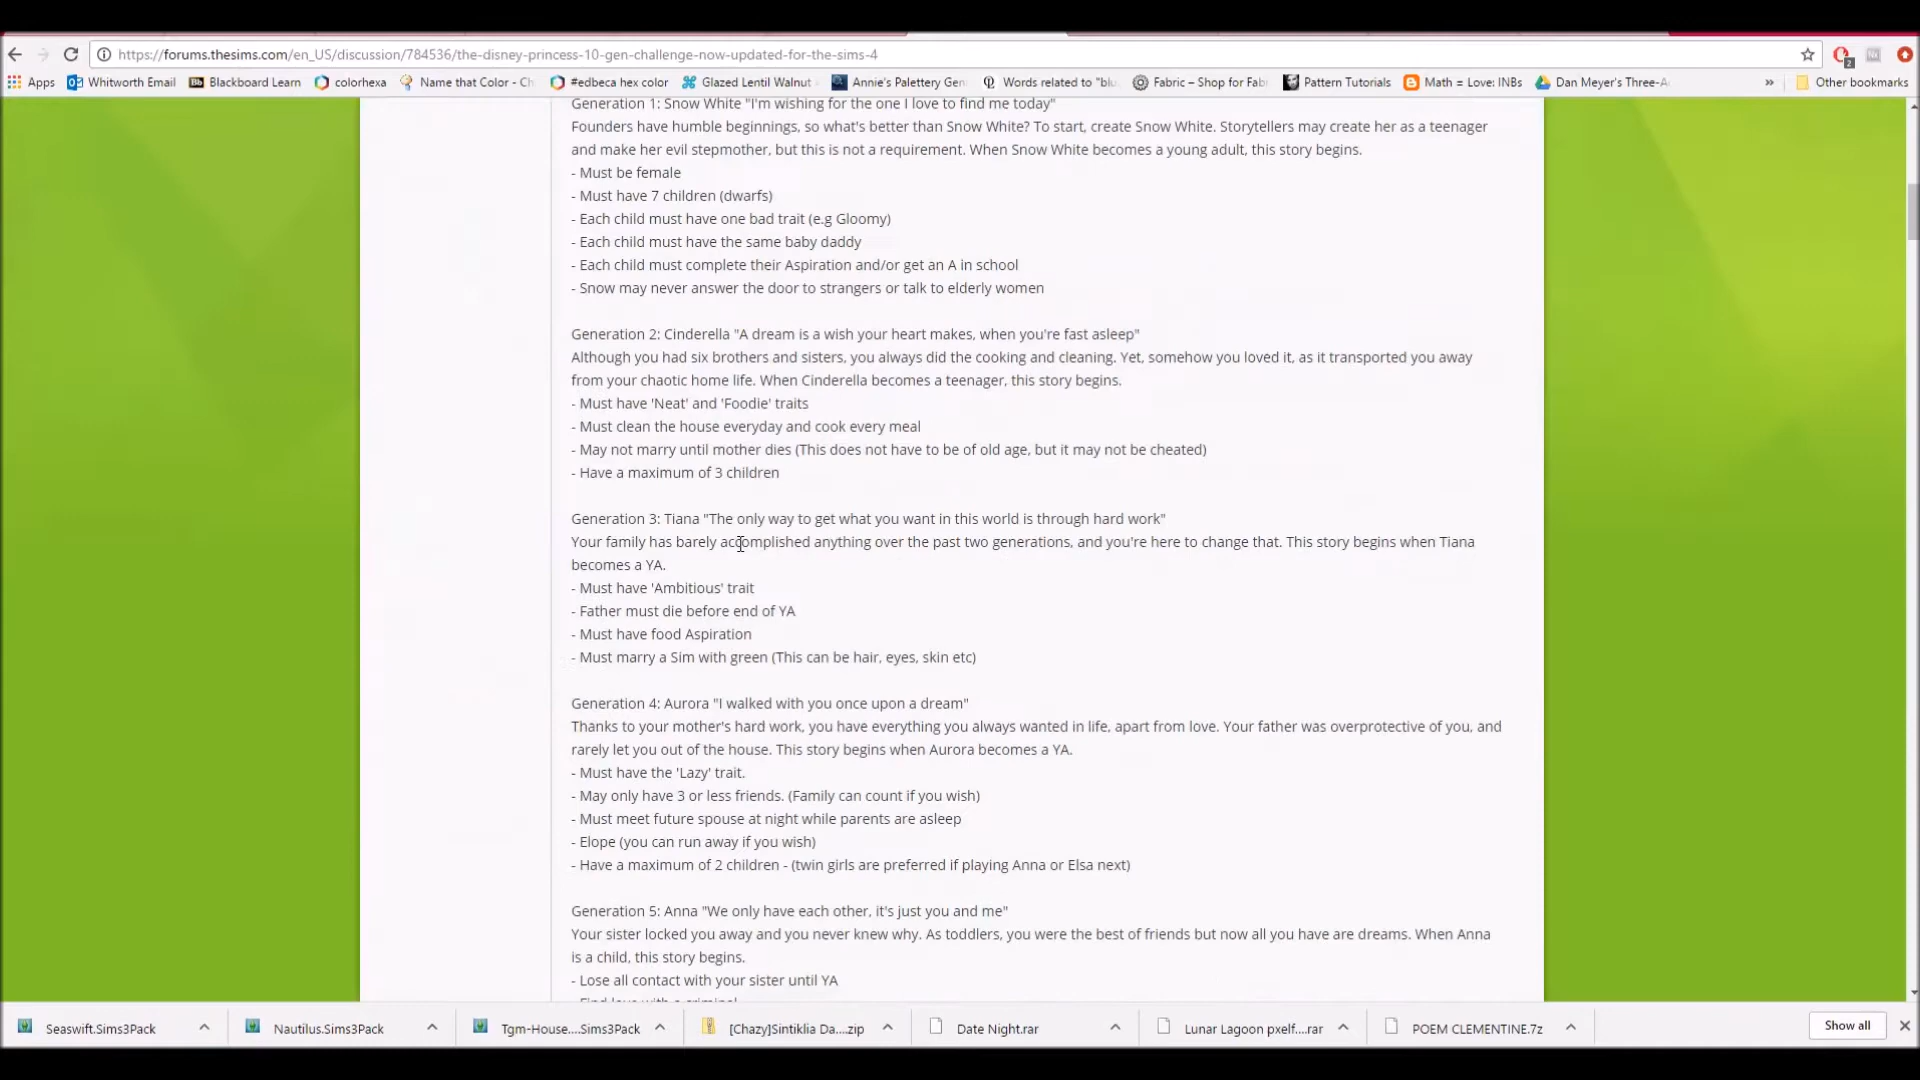 https://forums.thesims.com/en_US/discussion/784536/the-disney-princess-10-gen-challenge-now-updated-for-the-sims-4
2
Apps Whitworth Email Blackboard Learn colorhexa Name that Color - Ch #edbeca hex color Glazed Lentil Walnut Annie's Palettery Gen Words related to "blu Fabric – Shop for Fab Pattern Tutorials Math = Love: INBs Dan Meyer's Three-A » Other bookmarks
Generation 1: Snow White "I'm wishing for the one I love to find me today"
Founders have humble beginnings, so what's better than Snow White? To start, create Snow White. Storytellers may create her as a teenager
and make her evil stepmother, but this is not a requirement. When Snow White becomes a young adult, this story begins.
- Must be female
- Must have 7 children (dwarfs)
- Each child must have one bad trait (e.g Gloomy)
- Each child must have the same baby daddy
- Each child must complete their Aspiration and/or get an A in school
- Snow may never answer the door to strangers or talk to elderly women
Generation 2: Cinderella "A dream is a wish your heart makes, when you're fast asleep"
Although you had six brothers and sisters, you always did the cooking and cleaning. Yet, somehow you loved it, as it transported you away
from your chaotic home life. When Cinderella becomes a teenager, this story begins.
- Must have 'Neat' and 'Foodie' traits
- Must clean the house everyday and cook every meal
- May not marry until mother dies (This does not have to be of old age, but it may not be cheated)
- Have a maximum of 3 children
Generation 3: Tiana "The only way to get what you want in this world is through hard work"
Your family has barely accomplished anything over the past two generations, and you're here to change that. This story begins when Tiana
becomes a YA.
- Must have 'Ambitious' trait
- Father must die before end of YA
- Must have food Aspiration
- Must marry a Sim with green (This can be hair, eyes, skin etc)
Generation 4: Aurora "I walked with you once upon a dream"
Thanks to your mother's hard work, you have everything you always wanted in life, apart from love. Your father was overprotective of you, and
rarely let you out of the house. This story begins when Aurora becomes a YA.
- Must have the 'Lazy' trait.
- May only have 3 or less friends. (Family can count if you wish)
- Must meet future spouse at night while parents are asleep
- Elope (you can run away if you wish)
- Have a maximum of 2 children - (twin girls are preferred if playing Anna or Elsa next)
Generation 5: Anna "We only have each other, it's just you and me"
Your sister locked you away and you never knew why. As toddlers, you were the best of friends but now all you have are dreams. When Anna
is a child, this story begins.
- Lose all contact with your sister until YA
- Find love with a criminal
Seaswift.Sims3Pack Nautilus.Sims3Pack Tgm-House....Sims3Pack [Chazy]Sintiklia Da....zip Date Night.rar Lunar Lagoon pxelf....rar POEM CLEMENTINE.7z Show all